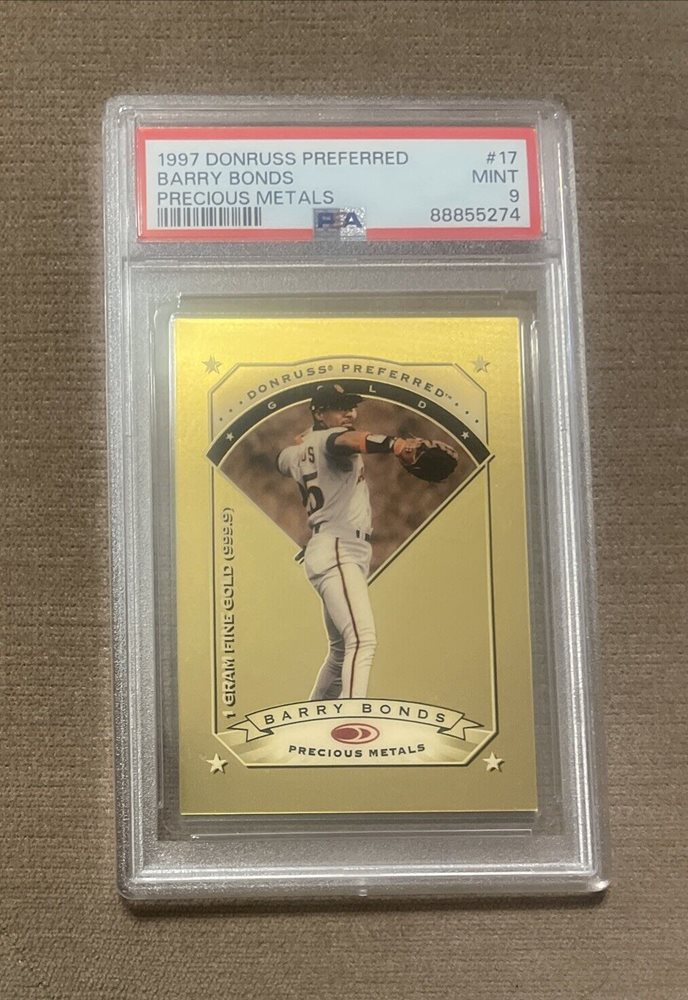 1997 DONRUSS PREFERRED #17
BARRY BONDS MINT
PRECIOUS METALS 9
PSA 88855274
DONRUSS® PREFERRED™
GOLD
1 GRAM FINE GOLD (999.9)
BARRY BONDS
PRECIOUS METALS